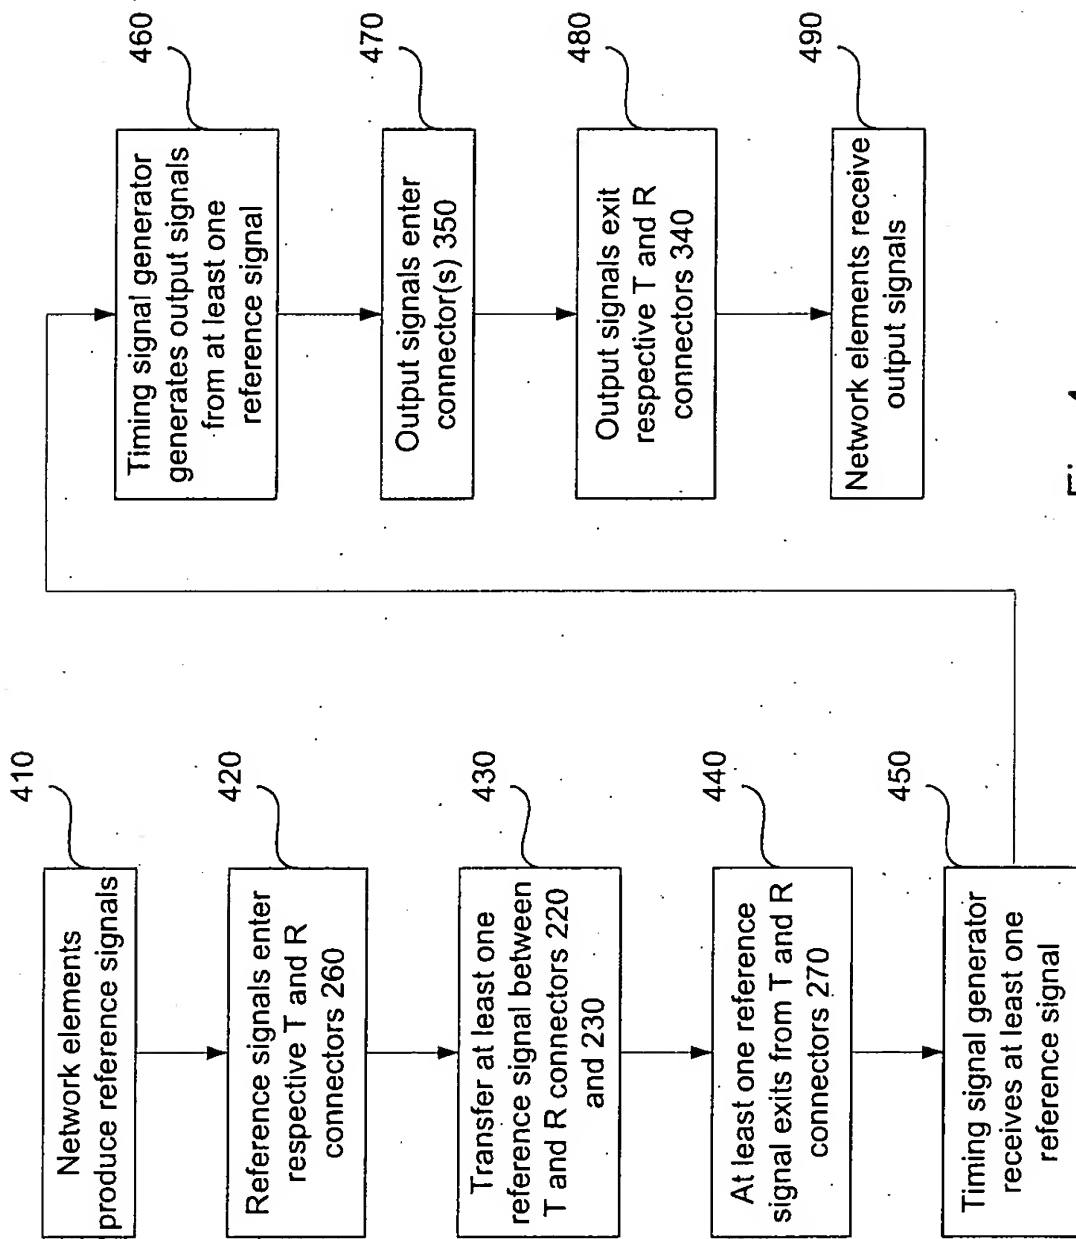 410
Network elements
produce reference signals
420
Reference signals enter
respective T and R
connectors 260
430
Transfer at least one
reference signal between
T and R connectors 220
and 230
440
At least one reference
signal exits from T and R
connectors 270
450
Timing signal generator
receives at least one
reference signal
460
Timing signal generator
generates output signals
from at least one
reference signal
470
Output signals enter
connector(s) 350
480
Output signals exit
respective T and R
connectors 340
490
Network elements receive
output signals